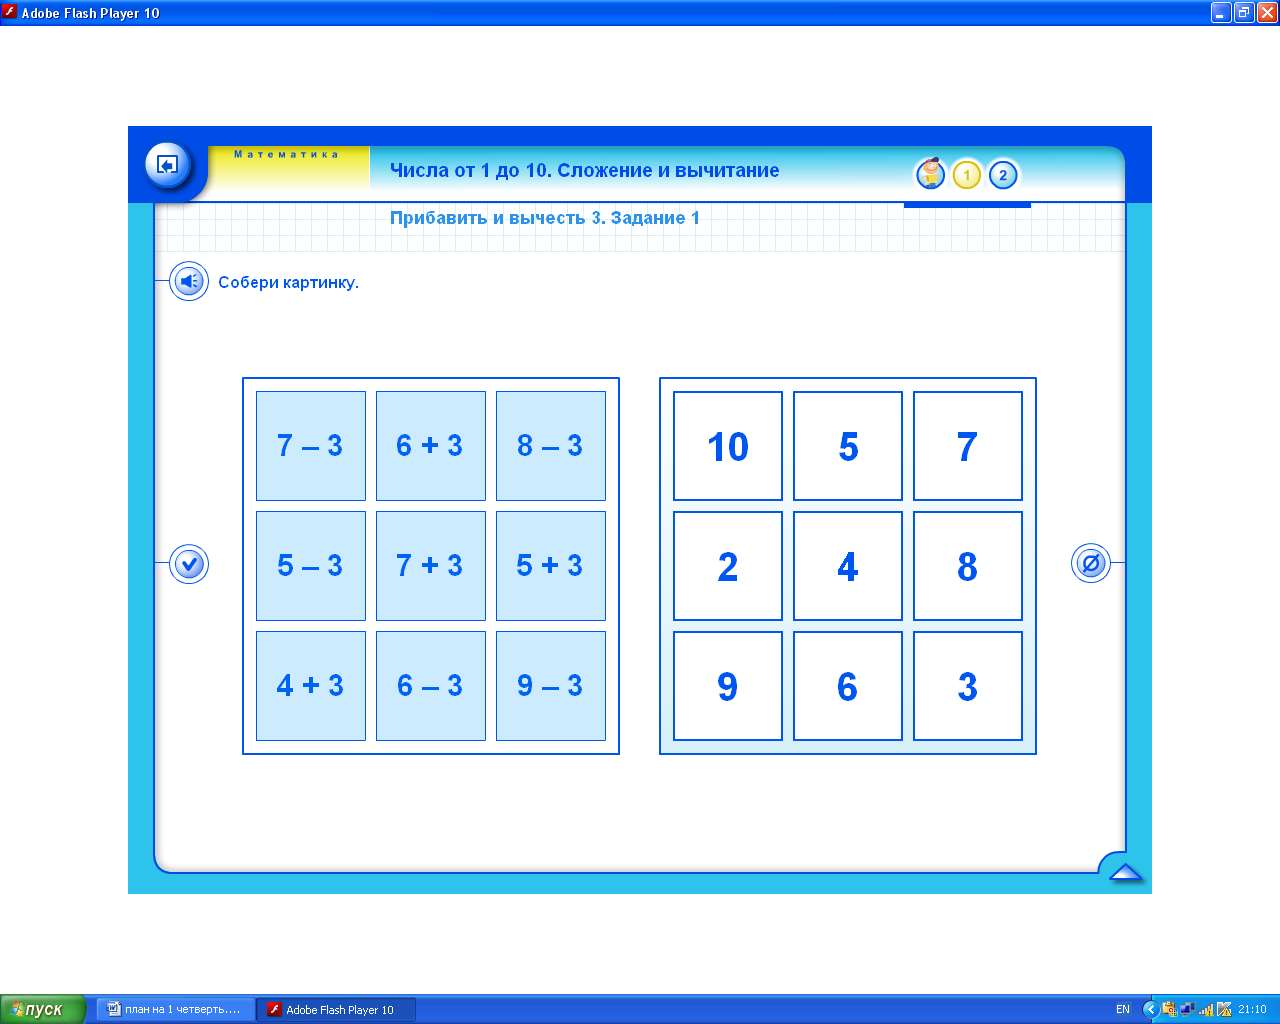 Adobe Flash Player 10
Математика
Числа от 1 до 10. Сложение и вычитание
1 2
Прибавить и вычесть 3. Задание 1
Собери картинку.
7 – 3 6 + 3 8 – 3
5 – 3 7 + 3 5 + 3
4 + 3 6 – 3 9 – 3
10 5 7
2 4 8
9 6 3
пуск план на 1 четверть.... Adobe Flash Player 10 EN 21:10